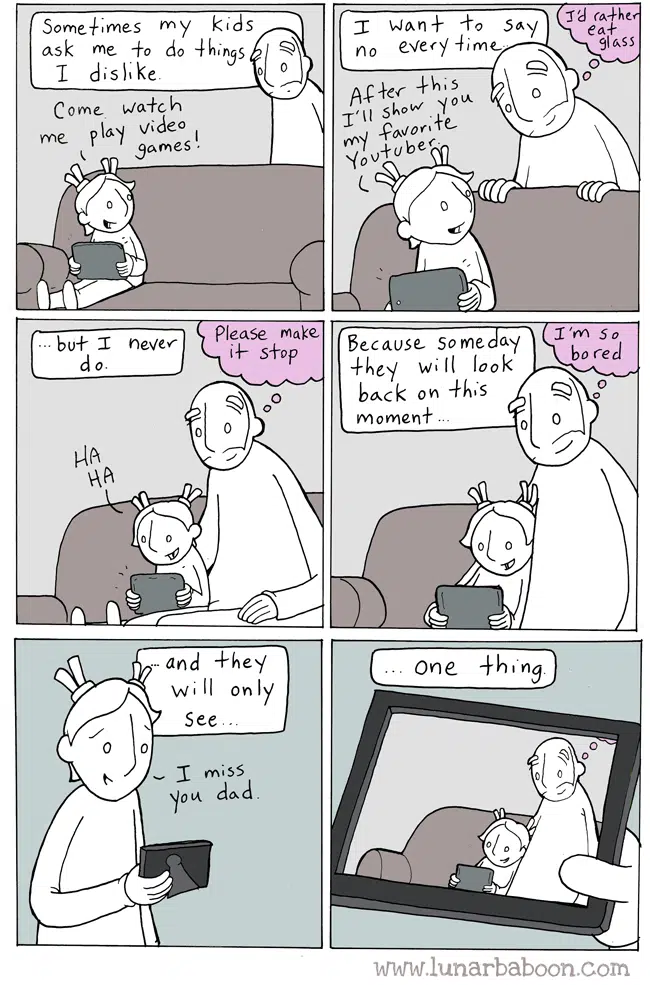 Sometimes my kids
ask me to do things
I dislike.
Come watch
me play video
games!
I want to say
no every time...
I'd rather
eat
glass
After this
I'll show you
my favorite
Youtuber.
...but I never
do.
Please make
it stop
HA
HA
Because someday
they will look
back on this
moment...
I'm so
bored
...and they
will only
see...
I miss
you dad.
... one thing.
www.lunarbaboon.com